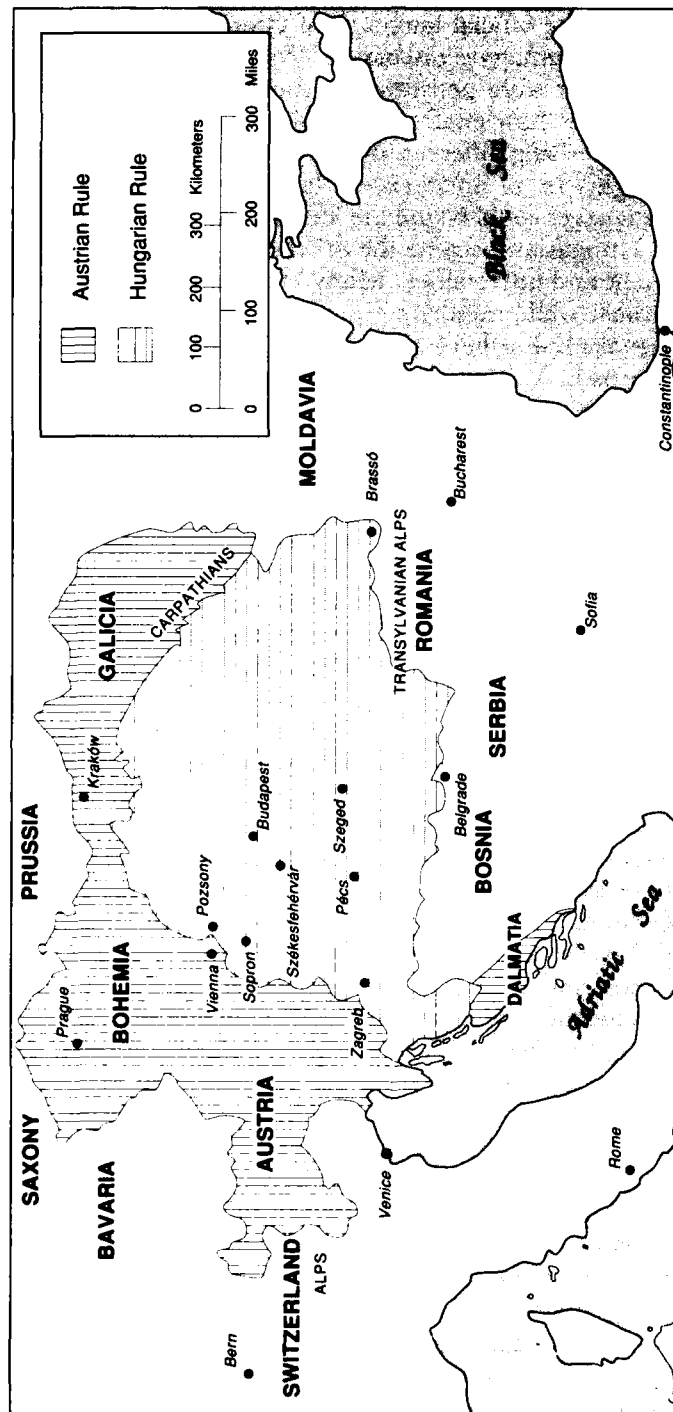 Austrian Rule
Hungarian Rule
0 100 200 300 Kilometers
0 100 200 300 Miles
SAXONY
PRUSSIA
BAVARIA
Prague
BOHEMIA
Kraków
GALICIA
CARPATHIANS
MOLDAVIA
Bern
SWITZERLAND
ALPS
AUSTRIA
Vienna
Pozsony
Sopron
Budapest
Székesfehérvár
Pécs
Szeged
Zagreb
Venice
Brassó
TRANSYLVANIAN ALPS
ROMANIA
Bucharest
Belgrade
BOSNIA
SERBIA
DALMATIA
Adriatic Sea
Rome
Sofia
Black Sea
Constantinople